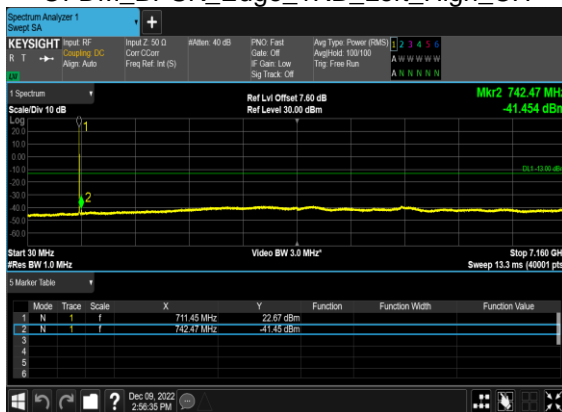 Spectrum Analyzer 1
Swept SA
+
KEYSIGHT Input: RF Input Z: 50 Ω #Atten: 40 dB PNO: Fast Avg Type: Power (RMS) 1 2 3 4 5 6
R T Coupling: DC Corr CCorr Gate: Off Avg|Hold: 100/100 A W W W W W
Align: Auto Freq Ref: Int (S) IF Gain: Low Trig: Free Run
LU Sig Track: Off A N N N N N
1 Spectrum Ref Lvl Offset 7.60 dB Mkr2 742.47 MHz
Scale/Div 10 dB Ref Level 30.00 dBm -41.454 dBm
Log
20.0
10.0
0.00
-10.0
-20.0
-30.0
-40.0
-50.0
-60.0
1
DL1 -13.00 dBm
2
Start 30 MHz Video BW 3.0 MHz* Stop 7.160 GHz
#Res BW 1.0 MHz Sweep 13.3 ms (40001 pts)
5 Marker Table
Mode Trace Scale X Y Function Function Width Function Value
1 N 1 f 711.45 MHz 22.67 dBm
2 N 1 f 742.47 MHz -41.45 dBm
3
4
5
6
? Dec 09, 2022
2:56:35 PM